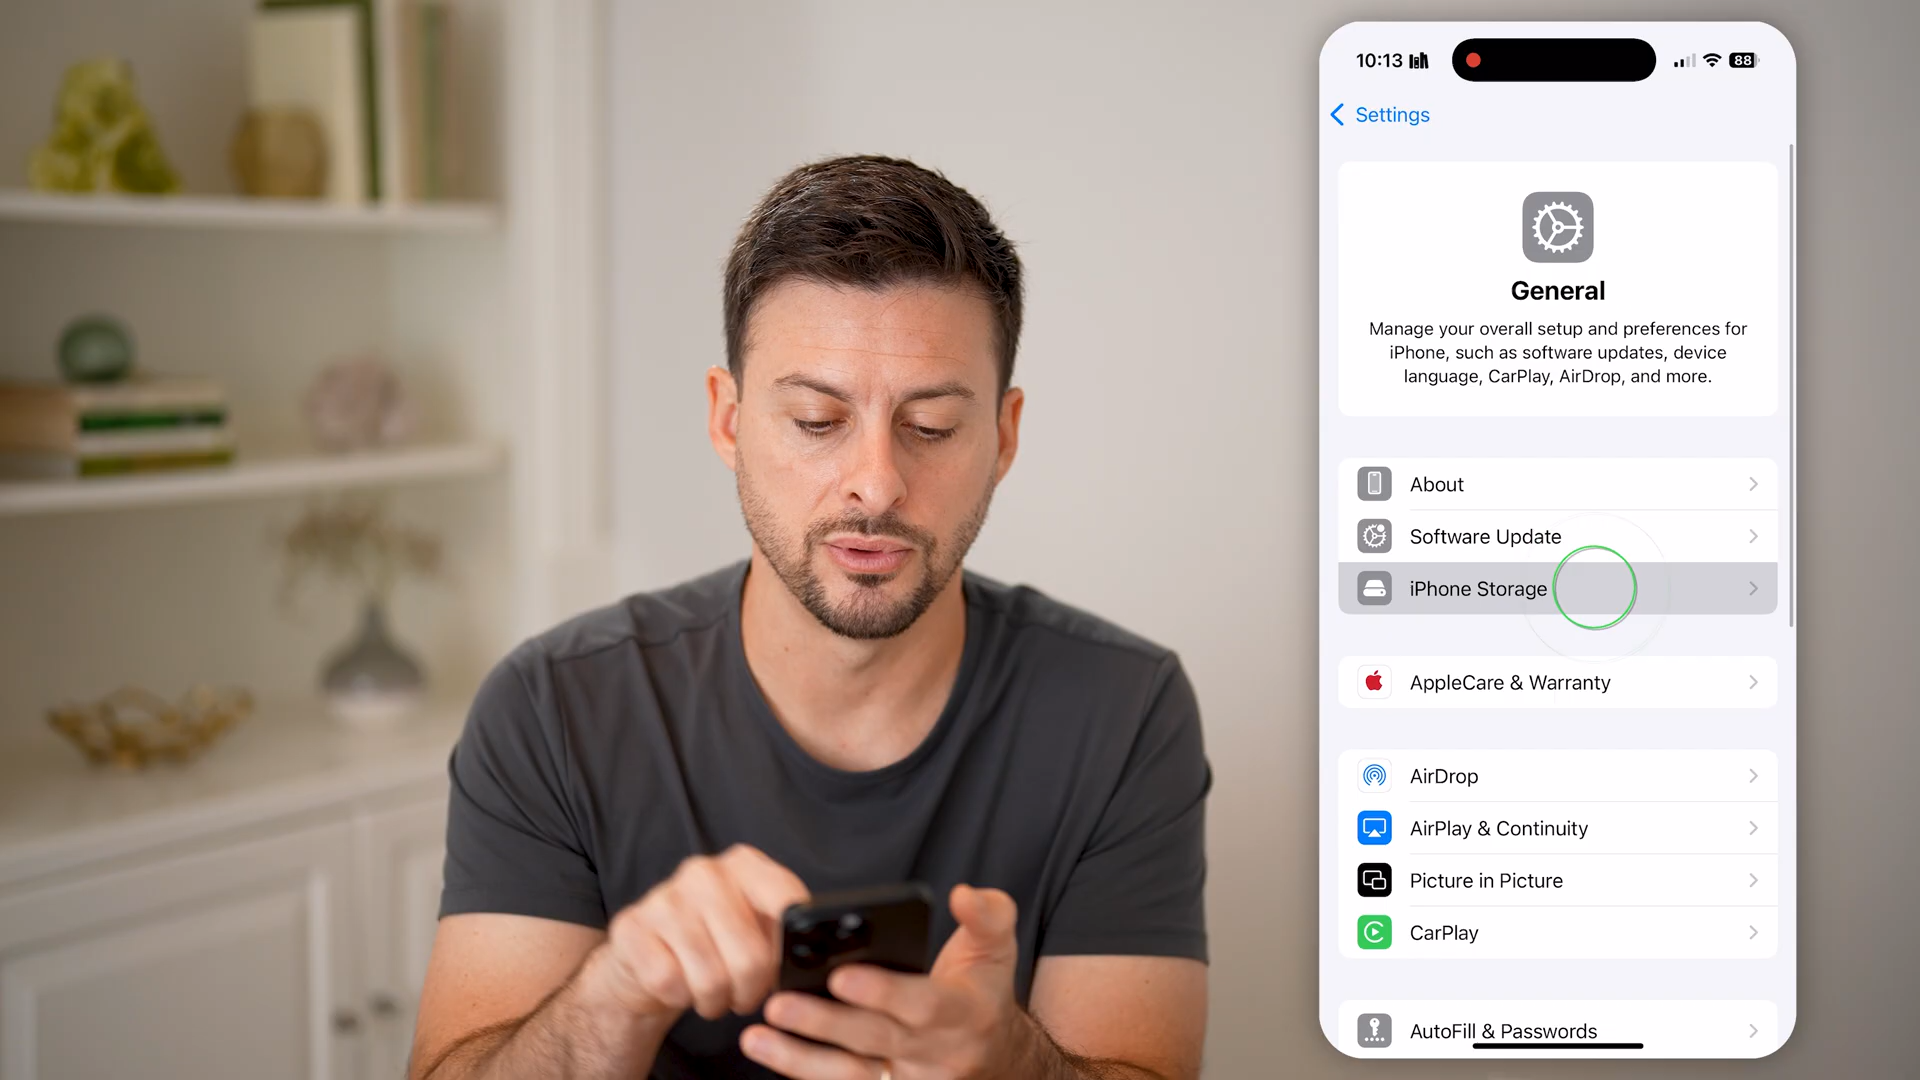 10:13
88
Settings
General
Manage your overall setup and preferences for
iPhone, such as software updates, device
language, CarPlay, AirDrop, and more.
About
Software Update
iPhone Storage
AppleCare & Warranty
AirDrop
AirPlay & Continuity
Picture in Picture
CarPlay
AutoFill & Passwords